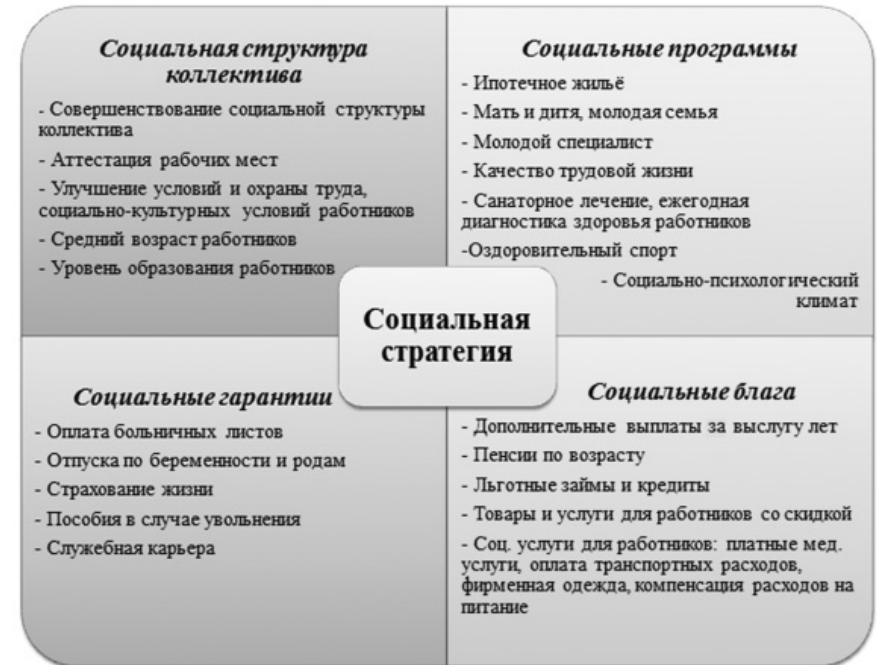 Социальная структура
коллектива
- Совершенствование социальной структуры
коллектива
- Аттестация рабочих мест
- Улучшение условий и охраны труда,
социально-культурных условий работников
- Средний возраст работников
- Уровень образования работников
Социальные программы
- Ипотечное жильё
- Мать и дитя, молодая семья
- Молодой специалист
- Качество трудовой жизни
- Санаторное лечение, ежегодная
диагностика здоровья работников
-Оздоровительный спорт
- Социально-психологический
климат
Социальная
стратегия
Социальные гарантии
- Оплата больничных листов
- Отпуска по беременности и родам
- Страхование жизни
- Пособия в случае увольнения
- Служебная карьера
Социальные блага
- Дополнительные выплаты за выслугу лет
- Пенсии по возрасту
- Льготные займы и кредиты
- Товары и услуги для работников со скидкой
- Соц. услуги для работников: платные мед.
услуги, оплата транспортных расходов,
фирменная одежда, компенсация расходов на
питание